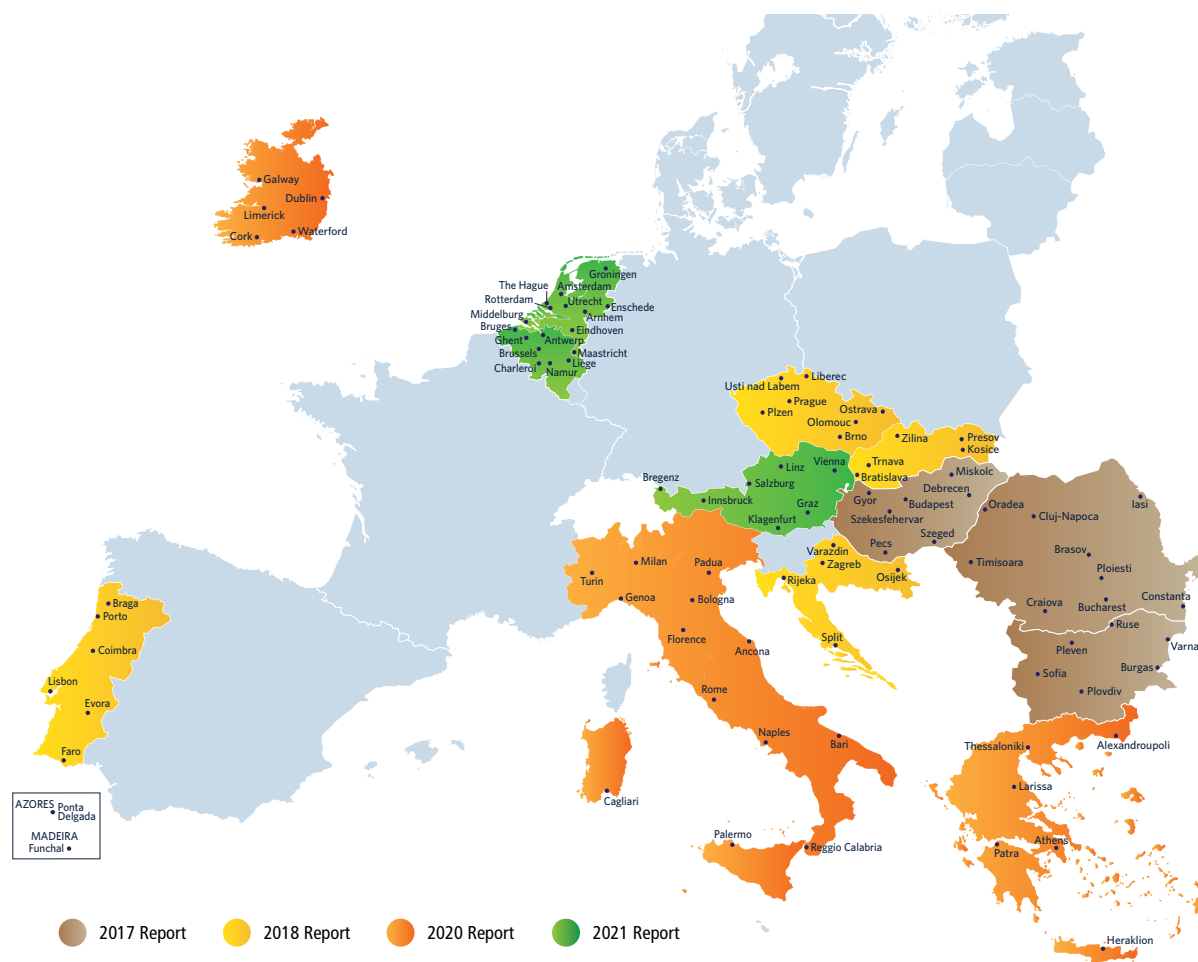 Galway
Dublin
Limerick
Cork
Waterford
Groningen
The Hague
Amsterdam
Rotterdam
Utrecht
Enschede
Middelburg
Arnhem
Bruges
Eindhoven
Ghent
Antwerp
Brussels
Maastricht
Charleroi
Liege
Namur
Liberec
Usti nad Labem
Prague
Plzen
Ostrava
Olomouc
Brno
Zilina
Presov
Kosice
Vienna
Trnava
Linz
Bratislava
Miskolc
Bregenz
Salzburg
Innsbruck
Debrecen
Gyor
Budapest
Oradea
Iasi
Graz
Klagenfurt
Szekesfehervar
Cluj-Napoca
Szeged
Pecs
Varazdin
Zagreb
Timisoara
Brasov
Milan
Padua
Turin
Rijeka
Osijek
Ploiesti
Genoa
Bologna
Craiova
Bucharest
Constanta
Braga
Porto
Ruse
Florence
Split
Pleven
Varna
Coimbra
Ancona
Sofia
Burgas
Lisbon
Rome
Plovdiv
Evora
Naples
Bari
Faro
Thessaloniki
Alexandroupoli
Larissa
Cagliari
AZORES
Ponta
Delgada
MADEIRA
Funchal
Palermo
Reggio Calabria
Athens
Patra
Heraklion
2017 Report
2018 Report
2020 Report
2021 Report